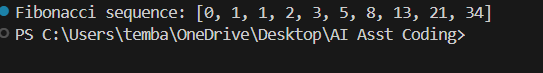 Fibonacci sequence: [0, 1, 1, 2, 3, 5, 8, 13, 21, 34]
PS C:\Users\temba\OneDrive\Desktop\AI Asst Coding>